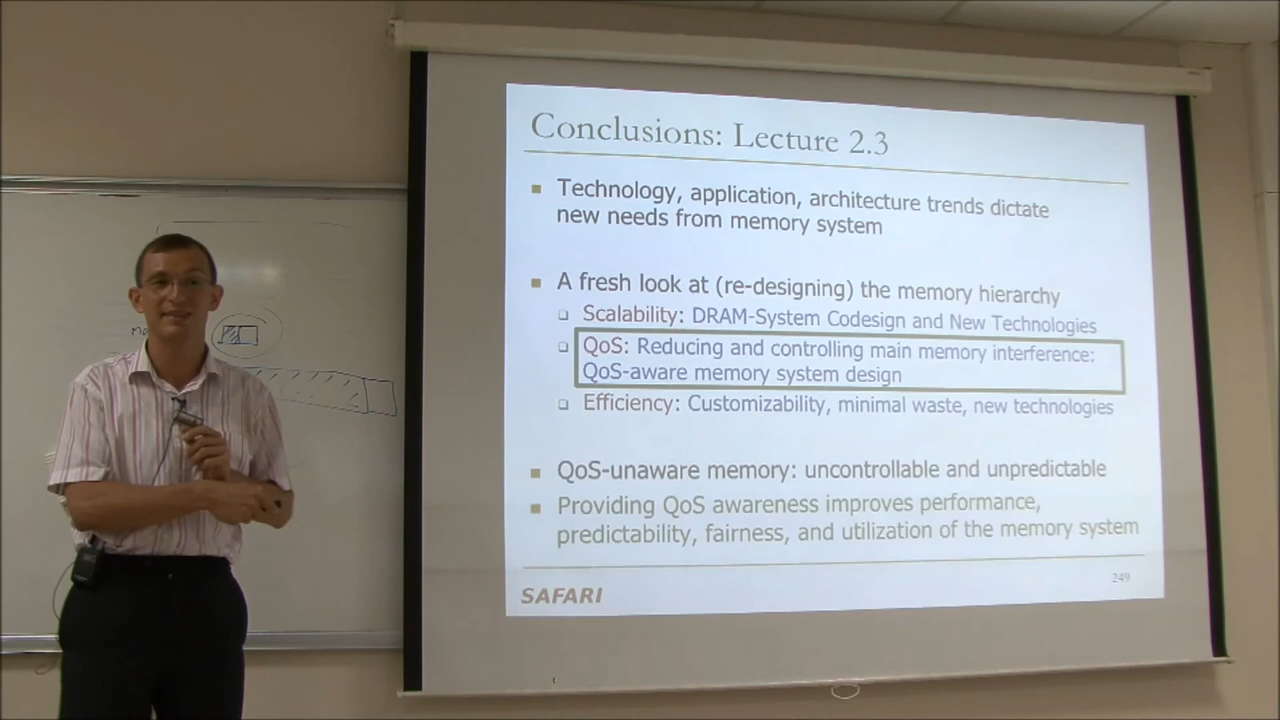 Conclusions: Lecture 2.3
Technology, application, architecture trends dictate
new needs from memory system
A fresh look at (re-designing) the memory hierarchy
Scalability: DRAM-System Codesign and New Technologies
QoS: Reducing and controlling main memory interference:
QoS-aware memory system design
Efficiency: Customizability, minimal waste, new technologies
QoS-unaware memory: uncontrollable and unpredictable
Providing QoS awareness improves performance,
predictability, fairness, and utilization of the memory system
SAFARI
249